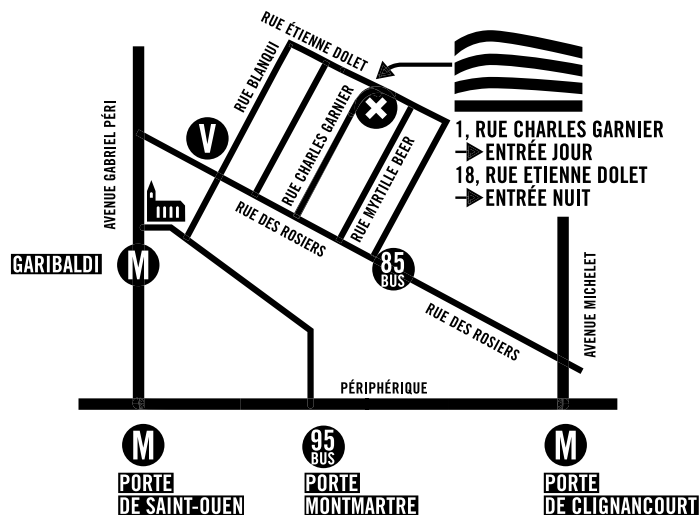 RUE ÉTIENNE DOLET
RUE BLANQUI
AVENUE GABRIEL PÉRI
V
RUE CHARLES GARNIER
RUE MYRTILLE BEER
1, RUE CHARLES GARNIER
→ ENTRÉE JOUR
18, RUE ETIENNE DOLET
→ ENTRÉE NUIT
RUE DES ROSIERS
GARIBALDI
M
85
BUS
RUE DES ROSIERS
AVENUE MICHELET
PÉRIPHÉRIQUE
M
PORTE
DE SAINT-OUEN
95
BUS
PORTE
MONTMARTRE
M
PORTE
DE CLIGNANCOURT